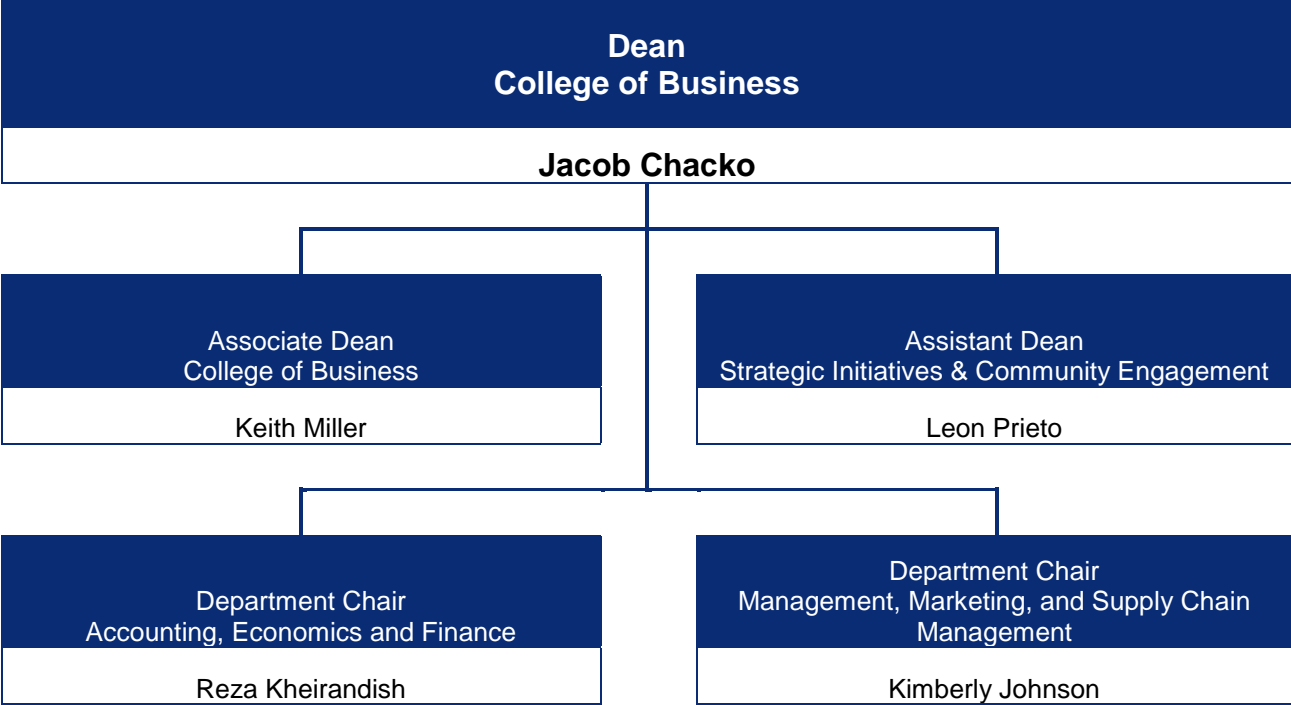 Dean
College of Business
Jacob Chacko
Associate Dean
College of Business
Keith Miller
Assistant Dean
Strategic Initiatives & Community Engagement
Leon Prieto
Department Chair
Accounting, Economics and Finance
Reza Kheirandish
Department Chair
Management, Marketing, and Supply Chain
Management
Kimberly Johnson